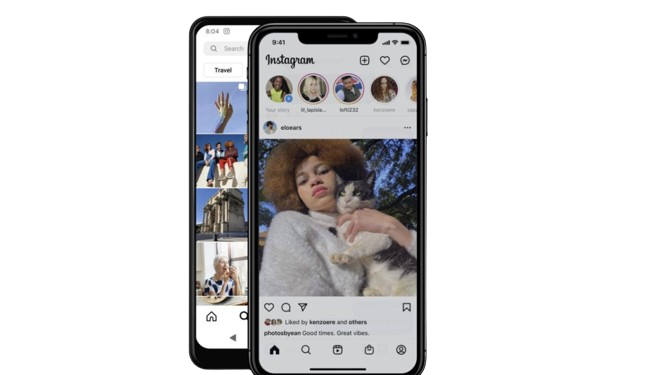 8:04
Search
Travel
9:41
Instagram
Your story
lil_lapisla...
lofti232
kenzoere
eloears
Liked by kenzoere and others
photosbyean Good times. Great vibes.